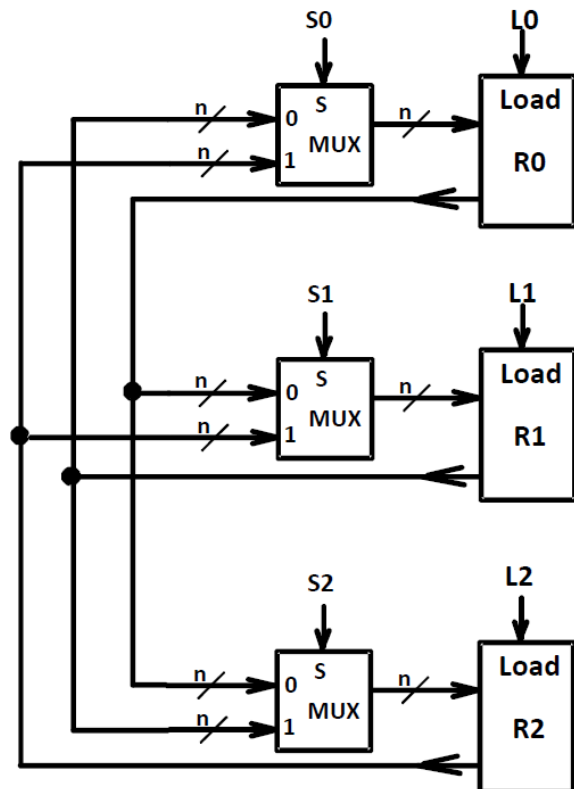 S0 L0
n 0 S n Load
n 1 MUX R0
S1 L1
n 0 S n Load
n 1 MUX R1
S2 L2
n 0 S n Load
n 1 MUX R2